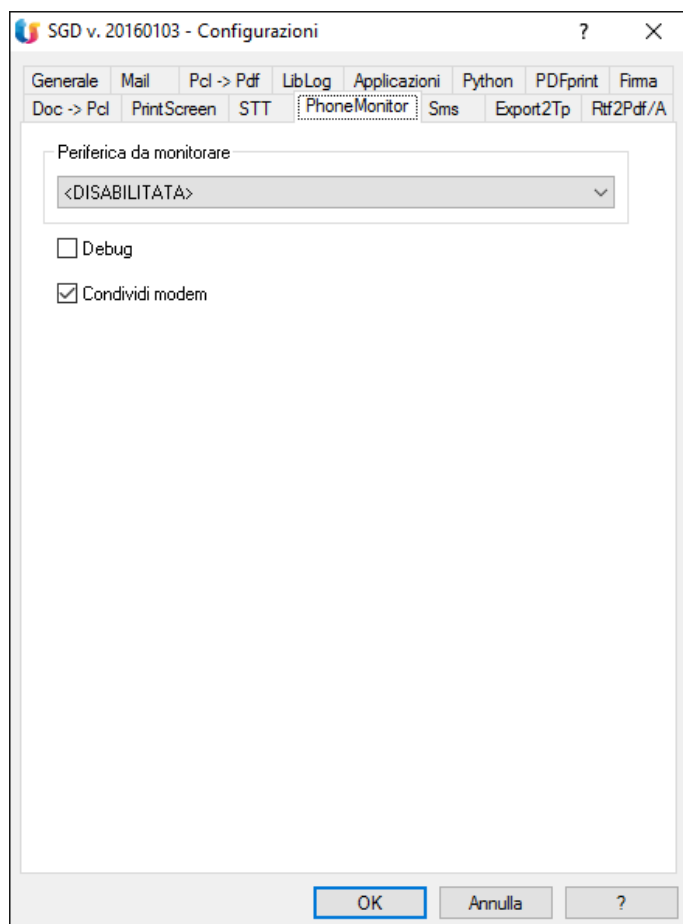 SGD v. 20160103 - Configurazioni ?
Generale Mail Pcl -> Pdf LibLog Applicazioni Python PDFprint Firma
Doc -> Pcl PrintScreen STT PhoneMonitor Sms Export2Tp Rtf2Pdf/A
Periferica da monitorare
<DISABILITATA>
Debug
Condividi modem
OK Annulla ?